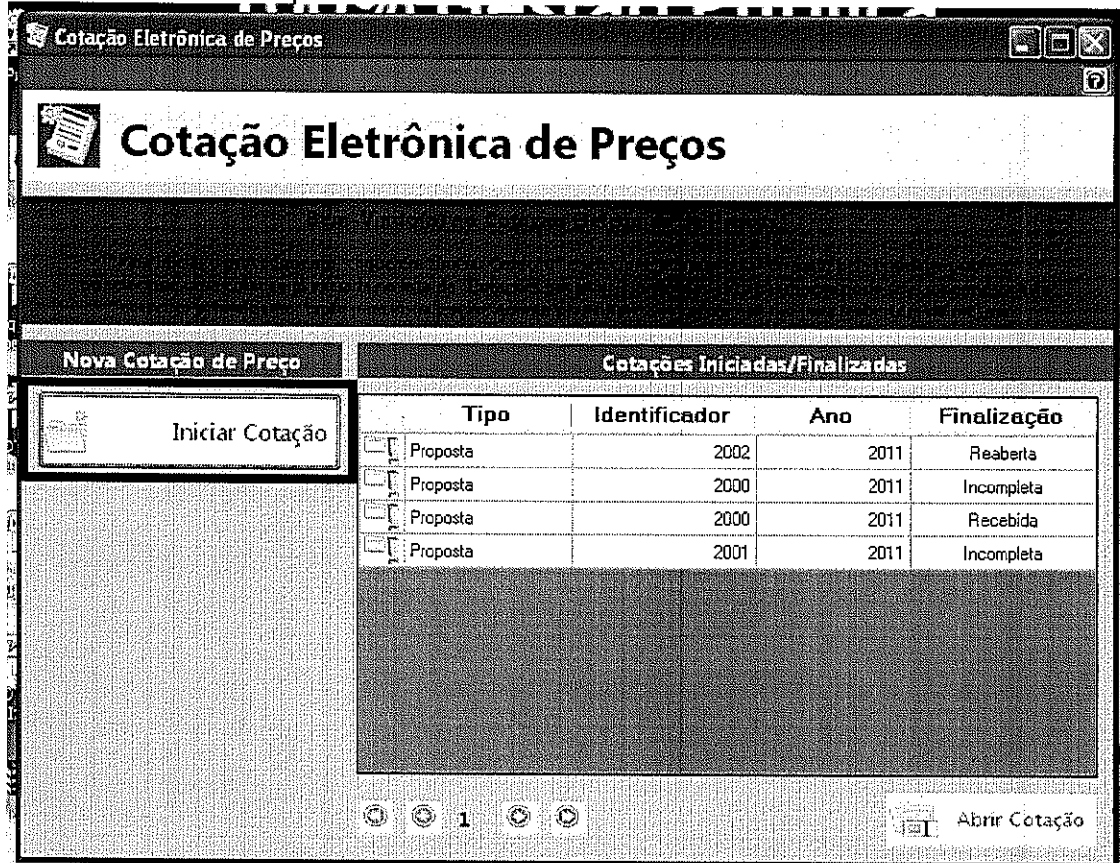 Cotação Eletrônica de Preços
Cotação Eletrônica de Preços
Nova Cotação de Preço
Iniciar Cotação
Cotações Iniciadas/Finalizadas
Tipo Identificador Ano Finalização
Proposta 2002 2011 Reaberta
Proposta 2000 2011 Incompleta
Proposta 2000 2011 Recebida
Proposta 2001 2011 Incompleta
1
Abrir Cotação